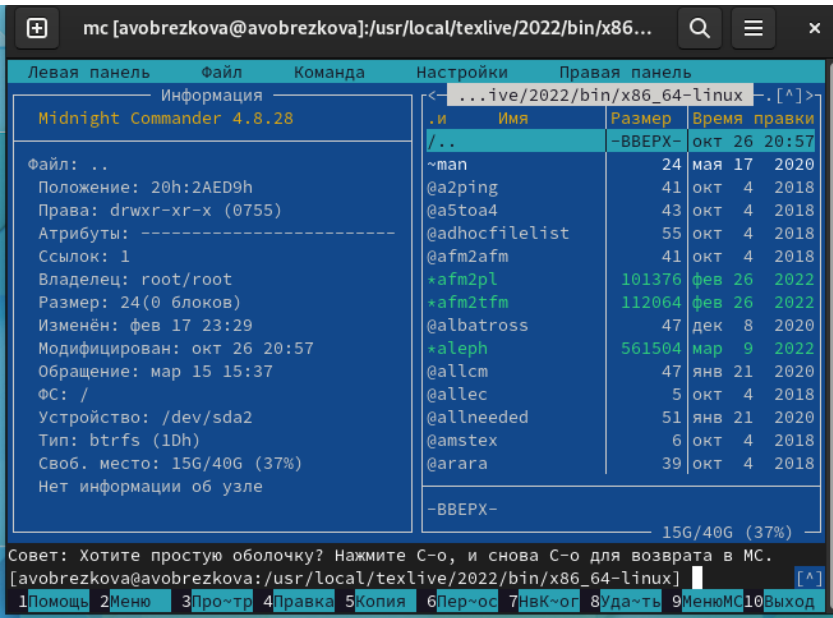 mc [avobrezkova@avobrezkova]:/usr/local/texlive/2022/bin/x86...
Левая панель Файл Команда Настройки Правая панель
Информация
Midnight Commander 4.8.28
Файл: ..
Положение: 20h:2AED9h
Права: drwxr-xr-x (0755)
Атрибуты: --------------------------
Ссылок: 1
Владелец: root/root
Размер: 24(0 блоков)
Изменён: фев 17 23:29
Модифицирован: окт 26 20:57
Обращение: мар 15 15:37
ФС: /
Устройство: /dev/sda2
Тип: btrfs (1Dh)
Своб. место: 15G/40G (37%)
Нет информации об узле
<- ...ive/2022/bin/x86_64-linux -.[^]>
.и Имя Размер Время правки
/.. -ВВЕРХ- окт 26 20:57
~man 24 мая 17 2020
@a2ping 41 окт 4 2018
@a5toa4 43 окт 4 2018
@adhocfilelist 55 окт 4 2018
@afm2afm 41 окт 4 2018
*afm2pl 101376 фев 26 2022
*afm2tfm 112064 фев 26 2022
@albatross 47 дек 8 2020
*aleph 561504 мар 9 2022
@allcm 47 янв 21 2020
@allec 5 окт 4 2018
@allneeded 51 янв 21 2020
@amstex 6 окт 4 2018
@arara 39 окт 4 2018
-ВВЕРХ-
15G/40G (37%)
Совет: Хотите простую оболочку? Нажмите C-o, и снова C-o для возврата в MC.
[avobrezkova@avobrezkova:/usr/local/texlive/2022/bin/x86_64-linux] [^]
1Помощь 2Меню 3Про~тр 4Правка 5Копия 6Пер~ос 7НвК~ог 8Уда~ть 9МенюMC10Выход